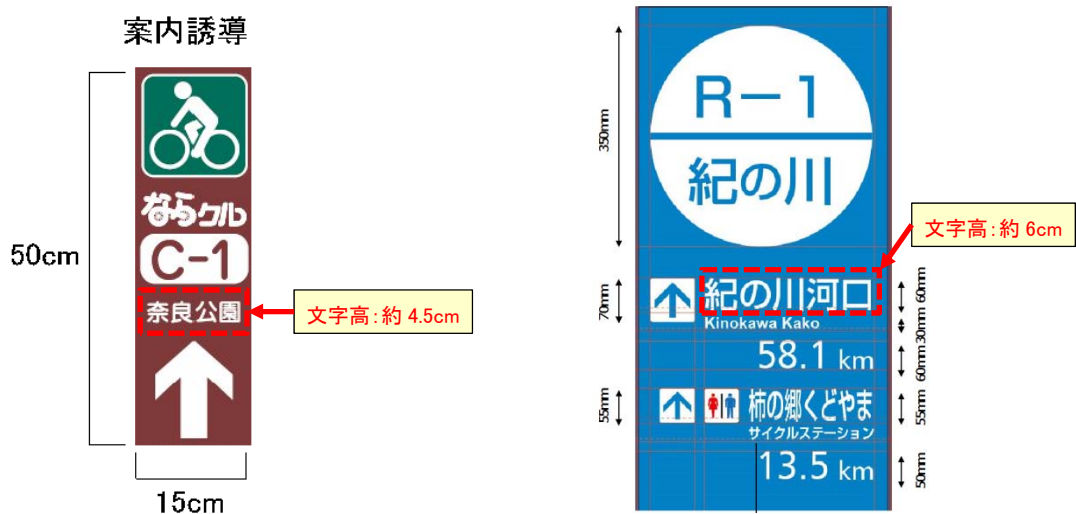 案内誘導
50cm
ならクル
C-1
奈良公園
文字高：約 4.5cm
15cm
350mm
R－1
紀の川
文字高：約 6cm
70mm
紀の川河口
Kinokawa Kako
60mm
30mm
58.1 km
60mm
55mm
柿の郷くどやま
サイクルステーション
55mm
13.5 km
50mm